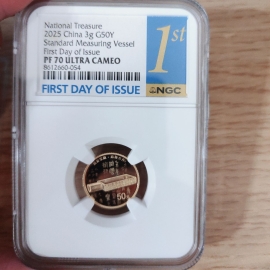 National Treasure
2025 China 3g G50Y
Standard Measuring Vessel
First Day of Issue
PF 70 ULTRA CAMEO
8612660-054
1st
FIRST DAY OF ISSUE
NGC
50